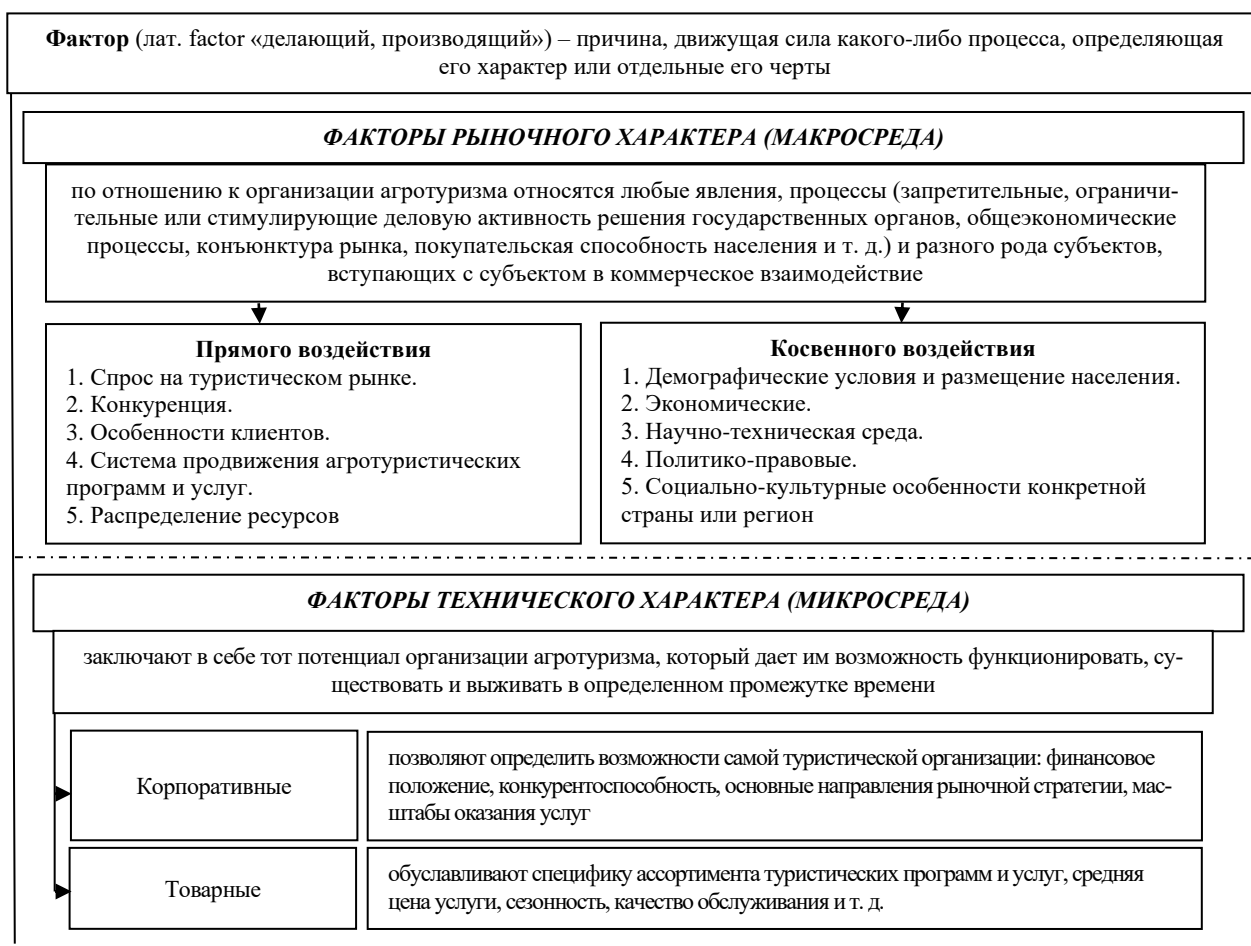 Фактор (лат. factor «делающий, производящий») – причина, движущая сила какого-либо процесса, определяющая
его характер или отдельные его черты
ФАКТОРЫ РЫНОЧНОГО ХАРАКТЕРА (МАКРОСРЕДА)
по отношению к организации агротуризма относятся любые явления, процессы (запретительные, ограничи-
тельные или стимулирующие деловую активность решения государственных органов, общеэкономические
процессы, конъюнктура рынка, покупательская способность населения и т. д.) и разного рода субъектов,
вступающих с субъектом в коммерческое взаимодействие
Прямого воздействия
1. Спрос на туристическом рынке.
2. Конкуренция.
3. Особенности клиентов.
4. Система продвижения агротуристических
программ и услуг.
5. Распределение ресурсов
Косвенного воздействия
1. Демографические условия и размещение населения.
2. Экономические.
3. Научно-техническая среда.
4. Политико-правовые.
5. Социально-культурные особенности конкретной
страны или регион
ФАКТОРЫ ТЕХНИЧЕСКОГО ХАРАКТЕРА (МИКРОСРЕДА)
заключают в себе тот потенциал организации агротуризма, который дает им возможность функционировать, су-
ществовать и выживать в определенном промежутке времени
Корпоративные
позволяют определить возможности самой туристической организации: финансовое
положение, конкурентоспособность, основные направления рыночной стратегии, мас-
штабы оказания услуг
Товарные
обуславливают специфику ассортимента туристических программ и услуг, средняя
цена услуги, сезонность, качество обслуживания и т. д.